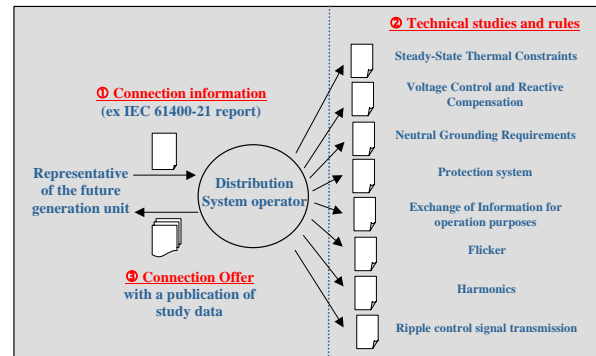 ② Technical studies and rules
Steady-State Thermal Constraints
① Connection information
(ex IEC 61400-21 report)
Voltage Control and Reactive
Compensation
Neutral Grounding Requirements
Representative
of the future
generation unit
Distribution
System operator
Protection system
Exchange of Information for
operation purposes
Flicker
③ Connection Offer
with a publication of
study data
Harmonics
Ripple control signal transmission